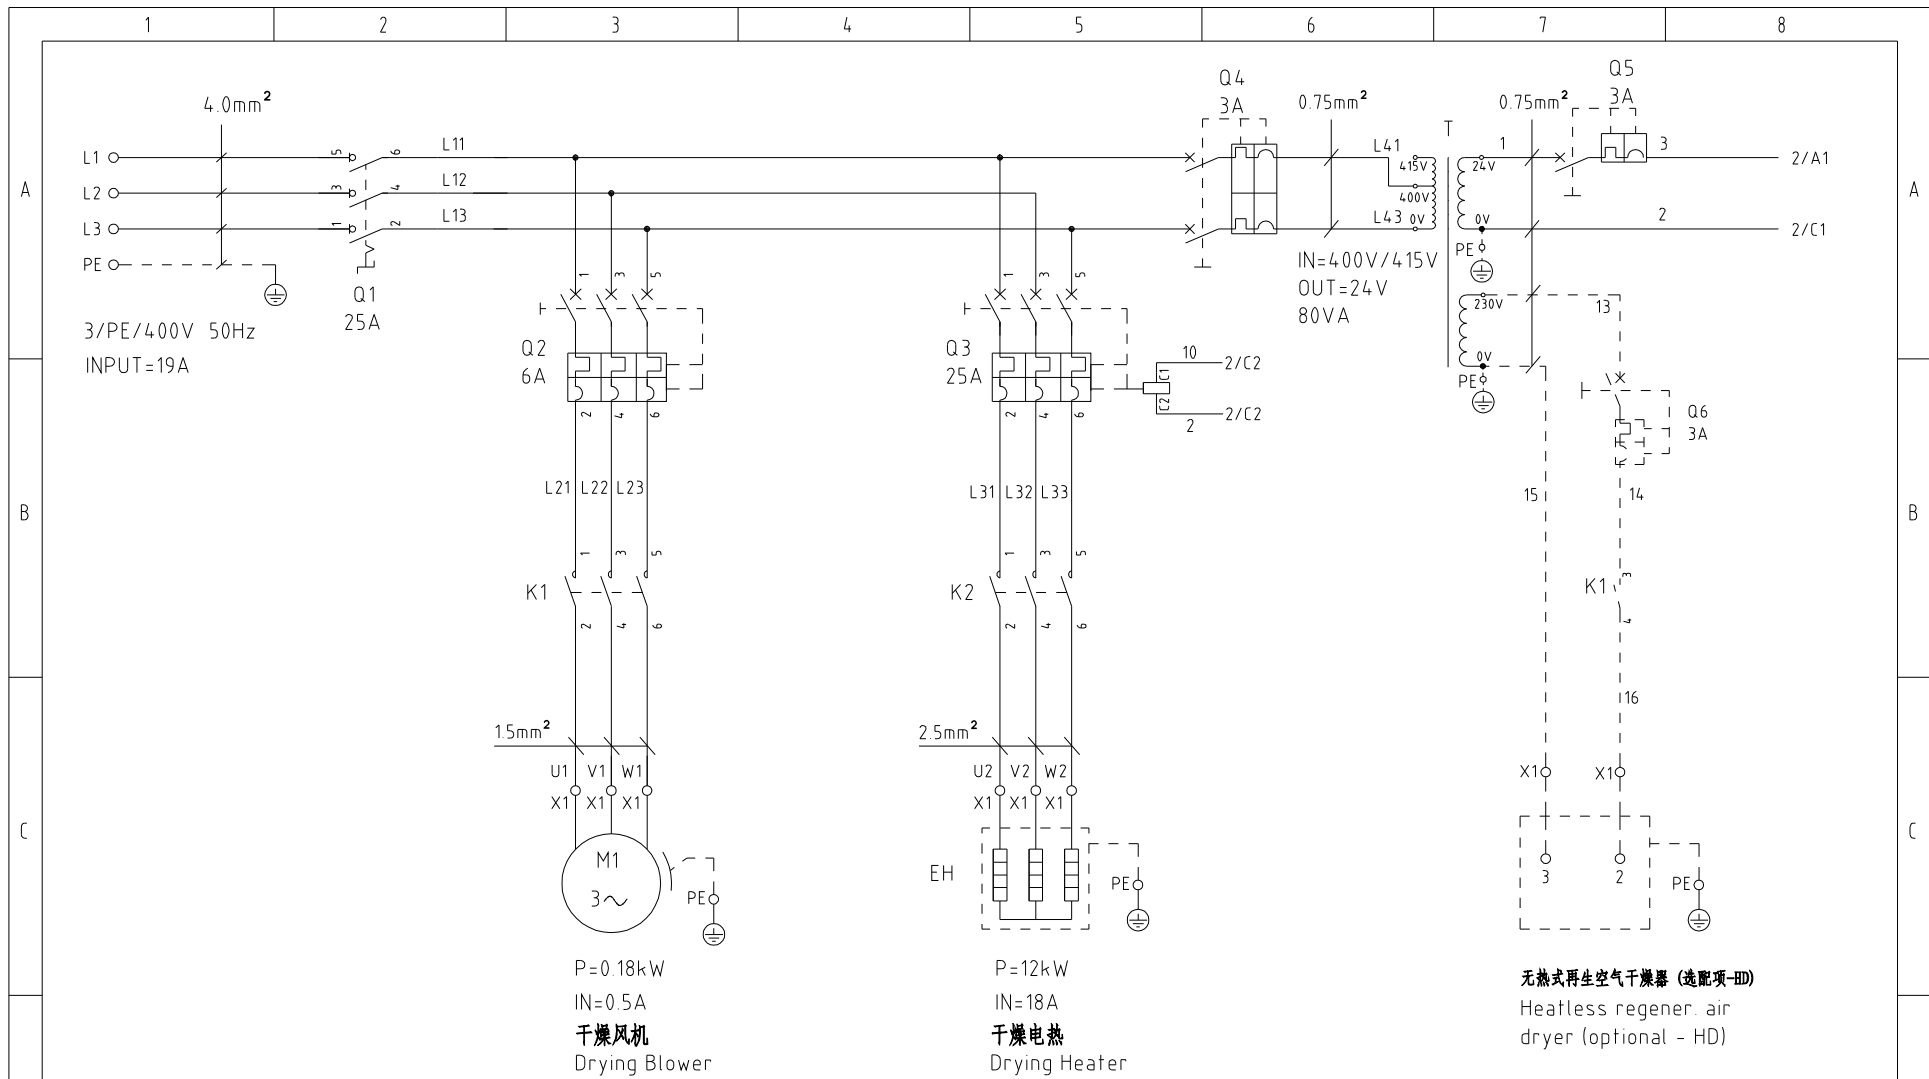 1 2 3 4 5 6 7 8
A
A
B
B
C
C
4.0mm²
L1
L2
L3
PE
5 6
3 4
1 2
L11
L12
L13
Q1
25A
3/PE/400V 50Hz
INPUT=19A
1 3 5
Q2
6A
2 4 6
L21 L22 L23
1 3 5
K1
2 4 6
1.5mm²
U1 V1 W1
X1 X1 X1
M1
3~
PE
P=0.18kW
IN=0.5A
干燥风机
Drying Blower
1 3 5
Q3
25A
2 4 6
10
C1
C2
2
2/C2
2/C2
L31 L32 L33
1 3 5
K2
2 4 6
2.5mm²
U2 V2 W2
X1 X1 X1
EH
PE
P=12kW
IN=18A
干燥电热
Drying Heater
Q4
3A
0.75mm²
L41
415V
400V
L43 0V
IN=400V/415V
OUT=24V
80VA
T
0.75mm²
1
24V
0V
PE
230V
0V
PE
Q5
3A
3
2/A1
2
2/C1
13
Q6
3A
15
14
K1
3
4
16
X1 X1
3 2
PE
无热式再生空气干燥器 (选配项-HD)
Heatless regener. air
dryer (optional - HD)